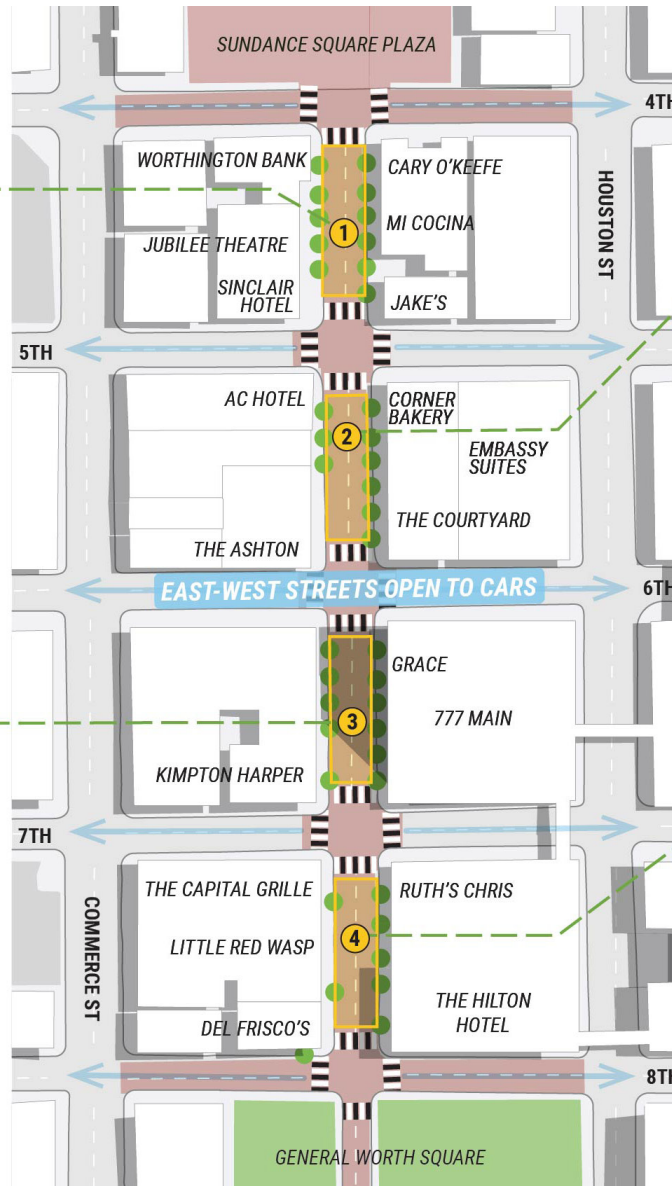 SUNDANCE SQUARE PLAZA
4TH
WORTHINGTON BANK
CARY O'KEEFE
HOUSTON ST
MI COCINA
1
JUBILEE THEATRE
SINCLAIR
HOTEL
JAKE'S
5TH
AC HOTEL
CORNER
BAKERY
2
EMBASSY
SUITES
THE COURTYARD
THE ASHTON
EAST-WEST STREETS OPEN TO CARS
6TH
GRACE
3
777 MAIN
KIMPTON HARPER
7TH
THE CAPITAL GRILLE
RUTH'S CHRIS
COMMERCE ST
LITTLE RED WASP
4
THE HILTON
HOTEL
DEL FRISCO'S
8TH
GENERAL WORTH SQUARE